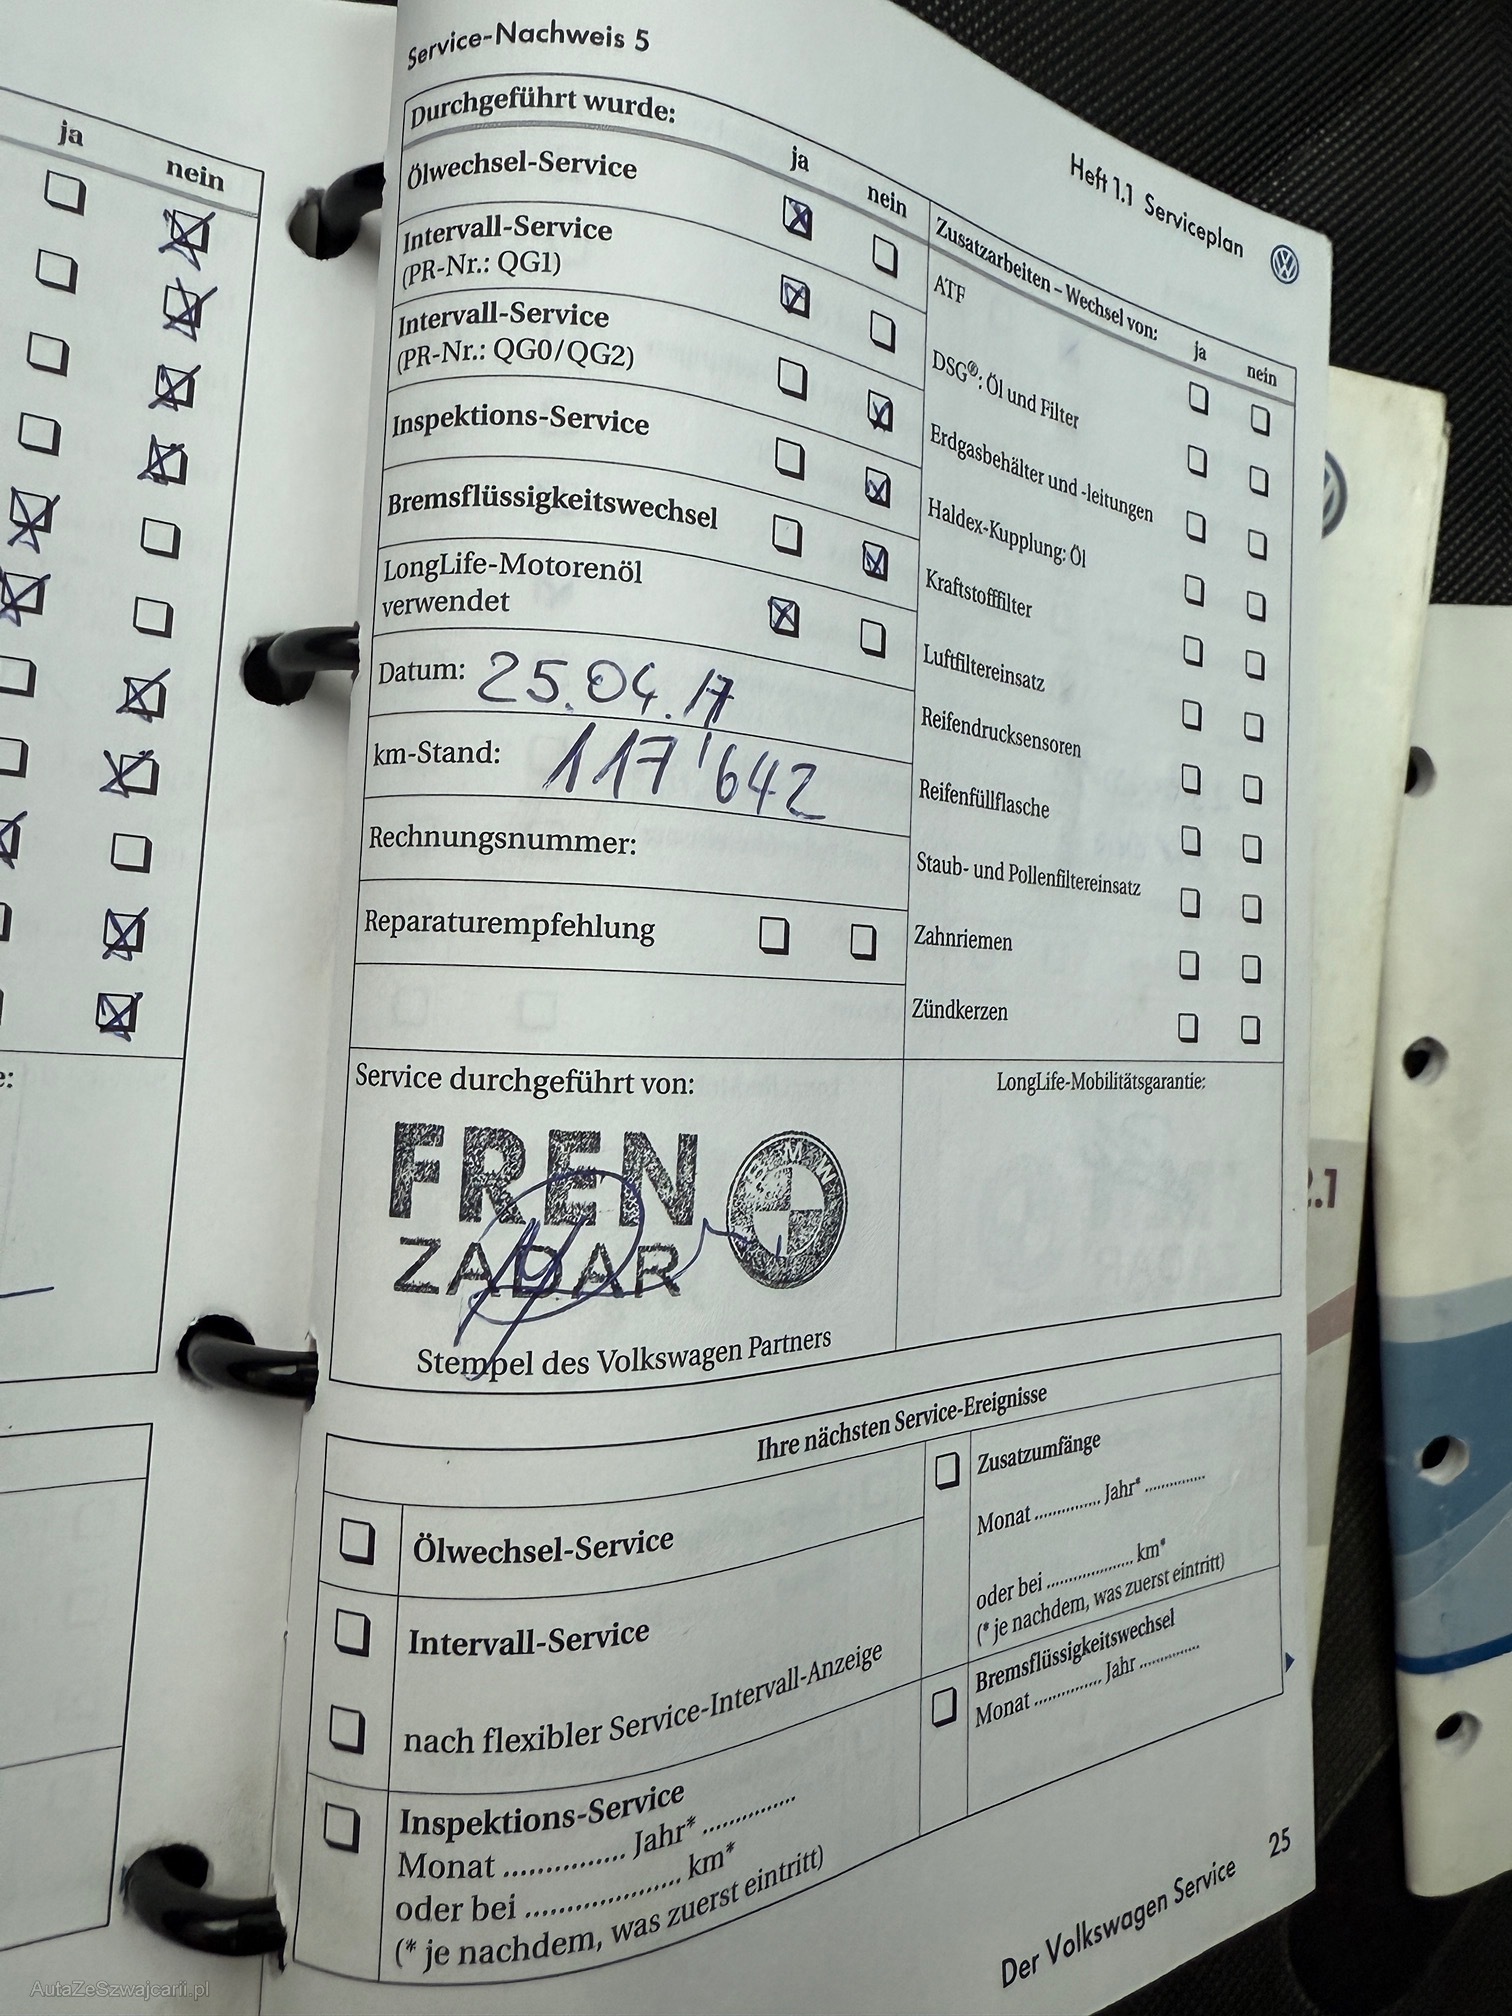 ja
nein
e:
Service-Nachweis 5
Heft 1.1 Serviceplan
Durchgeführt wurde:
ja
nein
Ölwechsel-Service
Intervall-Service
(PR-Nr.: QG1)
Intervall-Service
(PR-Nr.: QG0/QG2)
Inspektions-Service
Bremsflüssigkeitswechsel
LongLife-Motorenöl
verwendet
Datum: 25.04.17
km-Stand: 117'642
Rechnungsnummer:
Reparaturempfehlung
Zusatzarbeiten – Wechsel von:
ja
nein
ATF
DSG®: Öl und Filter
Erdgasbehälter und -leitungen
Haldex-Kupplung: Öl
Kraftstofffilter
Luftfiltereinsatz
Reifendrucksensoren
Reifenfüllflasche
Staub- und Pollenfiltereinsatz
Zahnriemen
Zündkerzen
Service durchgeführt von:
FREN
ZADAR
BMW
Stempel des Volkswagen Partners
LongLife-Mobilitätsgarantie:
Ihre nächsten Service-Ereignisse
Ölwechsel-Service
Intervall-Service
nach flexibler Service-Intervall-Anzeige
Inspektions-Service
Monat ............... Jahr* ...............
oder bei .................... km*
(* je nachdem, was zuerst eintritt)
Zusatzumfänge
Monat ............... Jahr* ...............
oder bei .................... km*
(* je nachdem, was zuerst eintritt)
Bremsflüssigkeitswechsel
Monat ............... Jahr ...............
Der Volkswagen Service 25
2.1
AutaZeSzwajcarii.pl